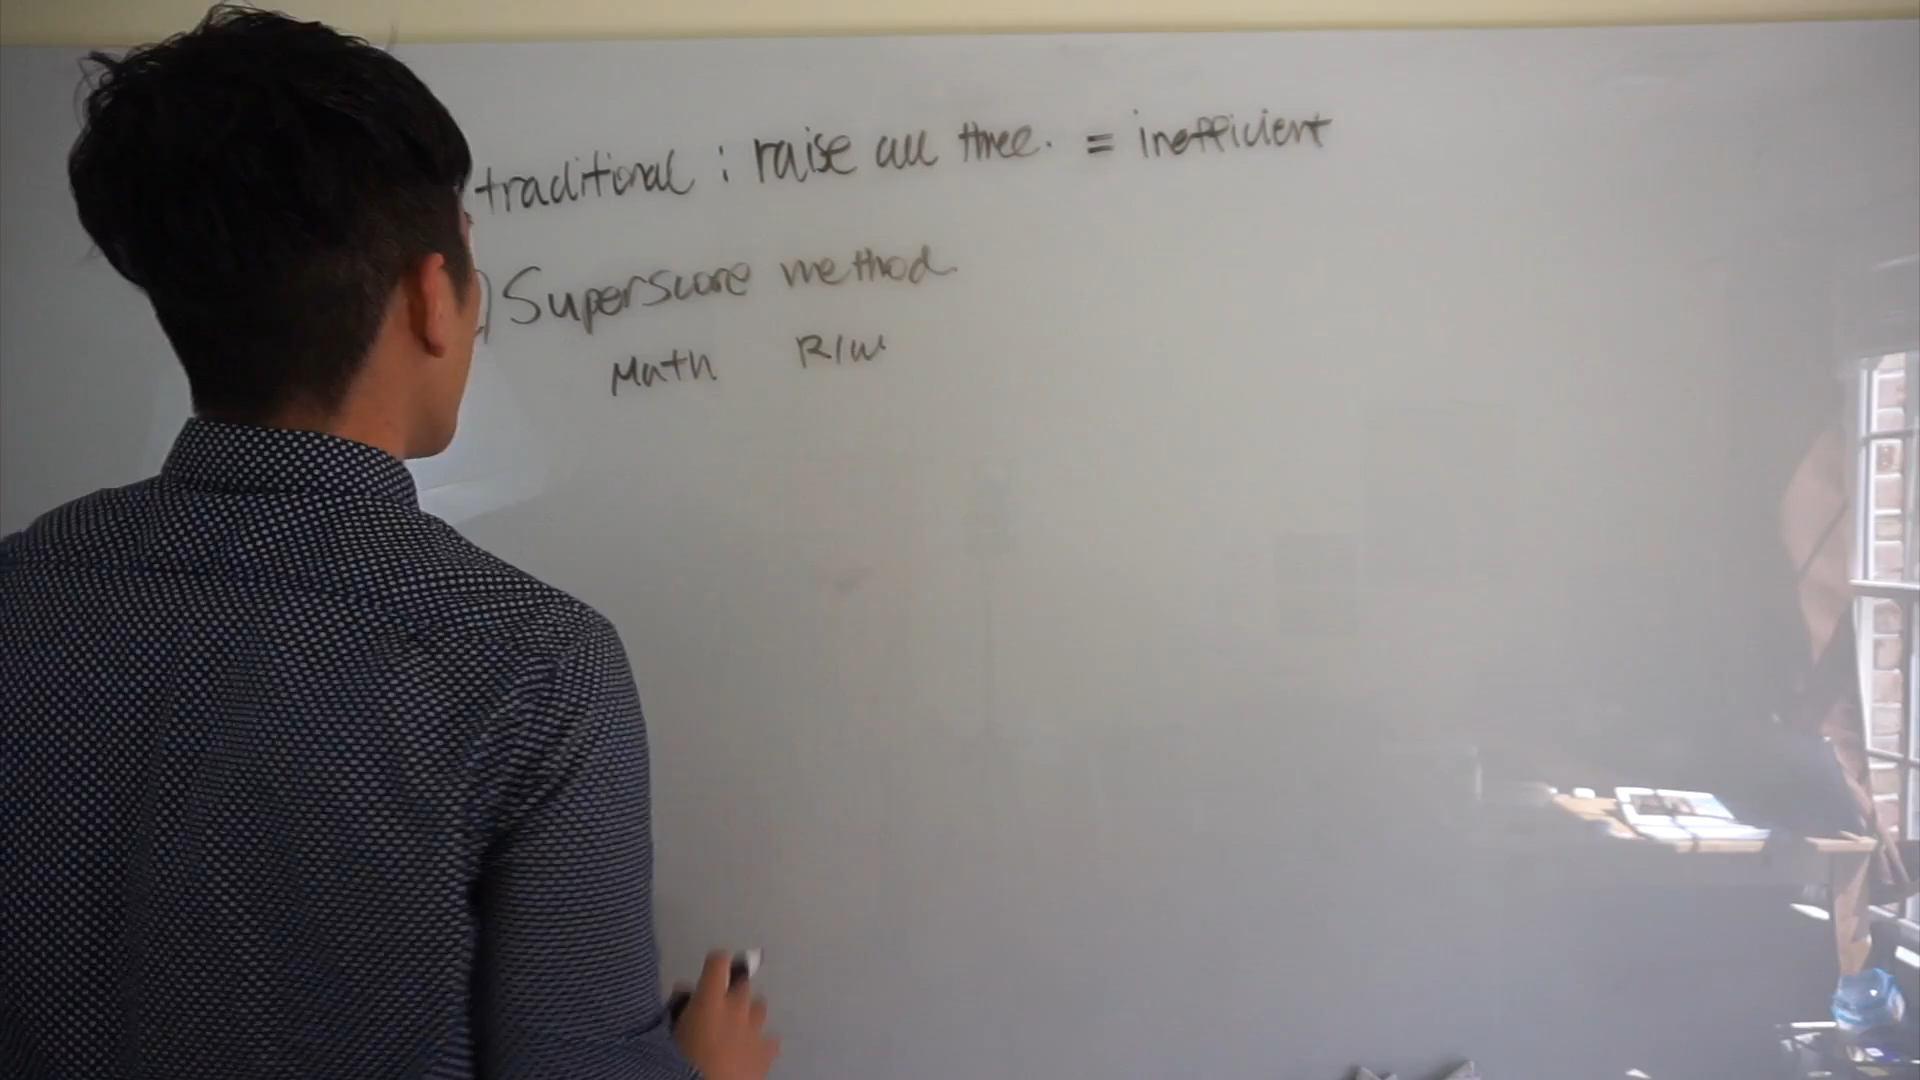 traditional : raise all three. = inefficient
) Superscore method
Math R/W